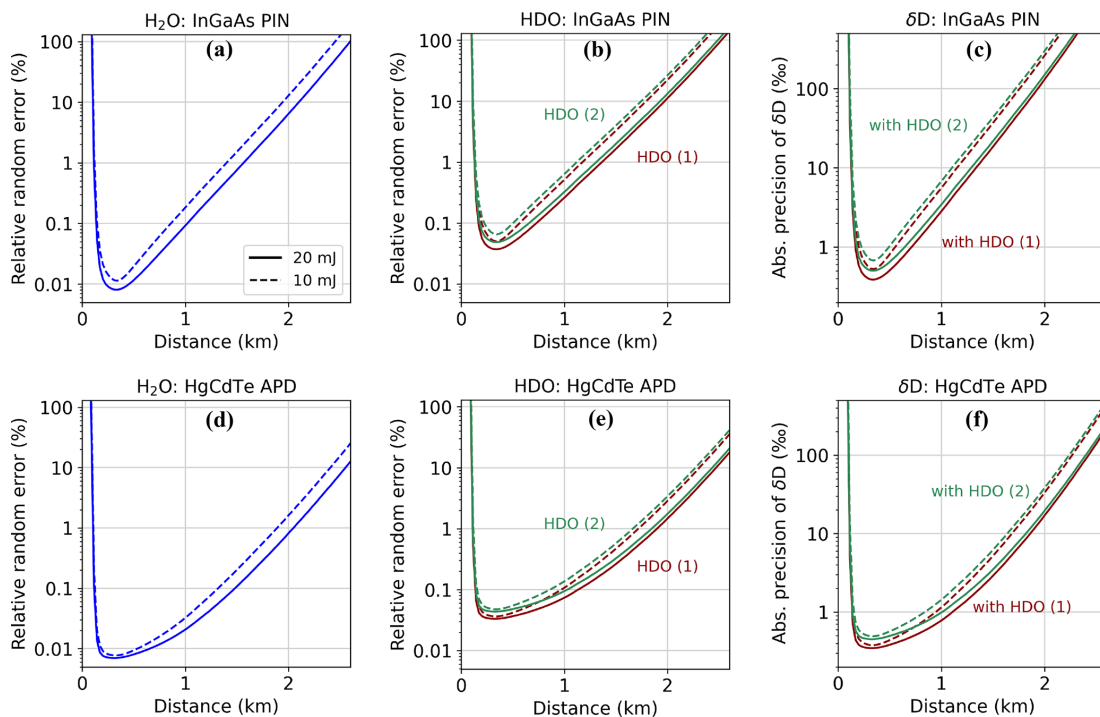 H₂O: InGaAs PIN
(a)
Relative random error (%)
100
10
1
0.1
0.01
20 mJ
10 mJ
0
1
2
Distance (km)
HDO: InGaAs PIN
(b)
Relative random error (%)
100
10
1
0.1
0.01
HDO (2)
HDO (1)
0
1
2
Distance (km)
δD: InGaAs PIN
(c)
Abs. precision of δD (‰)
100
10
1
with HDO (2)
with HDO (1)
0
1
2
Distance (km)
H₂O: HgCdTe APD
(d)
Relative random error (%)
100
10
1
0.1
0.01
0
1
2
Distance (km)
HDO: HgCdTe APD
(e)
Relative random error (%)
100
10
1
0.1
0.01
HDO (2)
HDO (1)
0
1
2
Distance (km)
δD: HgCdTe APD
(f)
Abs. precision of δD (‰)
100
10
1
with HDO (2)
with HDO (1)
0
1
2
Distance (km)